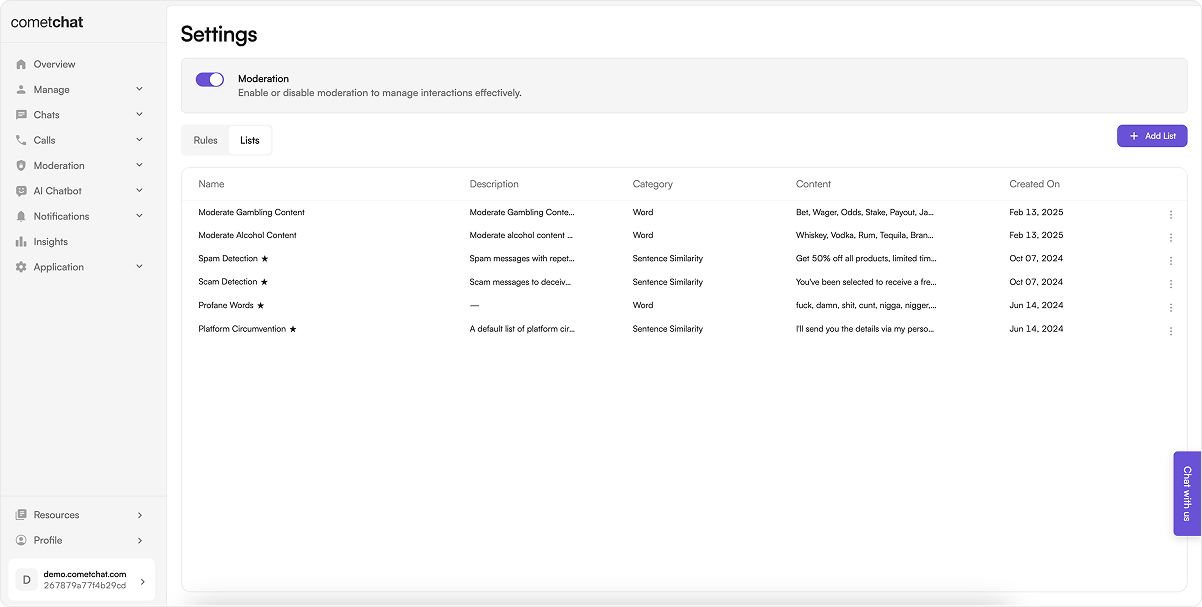 cometchat
Overview
Manage
Chats
Calls
Moderation
AI Chatbot
Notifications
Insights
Application
Resources
Profile
D demo.cometchat.com
267879a77f4b29cd
Settings
Moderation
Enable or disable moderation to manage interactions effectively.
Rules Lists + Add List
Name Description Category Content Created On
Moderate Gambling Content Moderate Gambling Conte... Word Bet, Wager, Odds, Stake, Payout, Ja... Feb 13, 2025
Moderate Alcohol Content Moderate alcohol content ... Word Whiskey, Vodka, Rum, Tequila, Bran... Feb 13, 2025
Spam Detection ★ Spam messages with repet... Sentence Similarity Get 50% off all products, limited tim... Oct 07, 2024
Scam Detection ★ Scam messages to deceiv... Sentence Similarity You've been selected to receive a fre... Oct 07, 2024
Profane Words ★ — Word fuck, damn, shit, cunt, nigga, nigger,... Jun 14, 2024
Platform Circumvention ★ A default list of platform cir... Sentence Similarity I'll send you the details via my perso... Jun 14, 2024
Chat with us